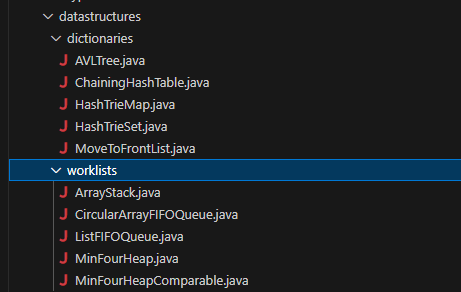 datastructures
dictionaries
AVLTree.java
ChainingHashTable.java
HashTrieMap.java
HashTrieSet.java
MoveToFrontList.java
worklists
ArrayStack.java
CircularArrayFIFOQueue.java
ListFIFOQueue.java
MinFourHeap.java
MinFourHeapComparable.java